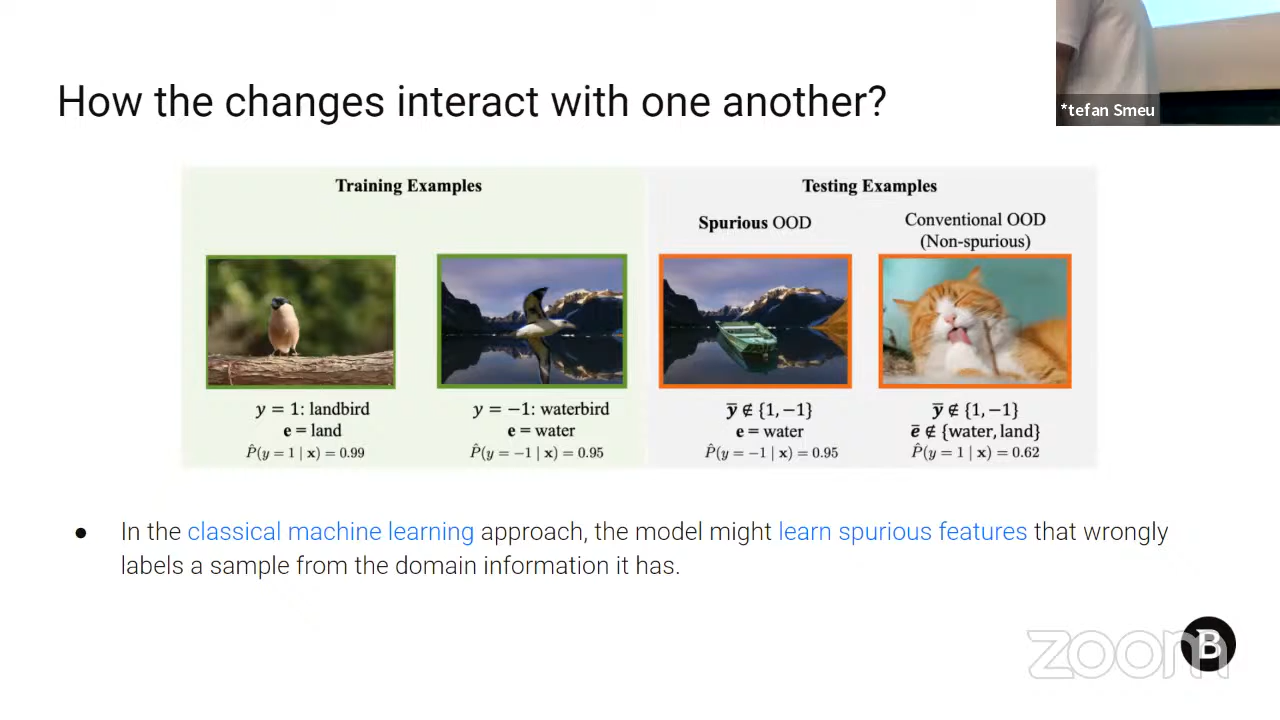 How the changes interact with one another?
*tefan Smeu
Training Examples
Testing Examples
Spurious OOD
Conventional OOD
(Non-spurious)
y = 1: landbird
e = land
P̂(y = 1 | x) = 0.99
y = −1: waterbird
e = water
P̂(y = −1 | x) = 0.95
ȳ ∉ {1, −1}
e = water
P̂(y = −1 | x) = 0.95
ȳ ∉ {1, −1}
ē ∉ {water, land}
P̂(y = 1 | x) = 0.62
● In the classical machine learning approach, the model might learn spurious features that wrongly
labels a sample from the domain information it has.
zoom
B